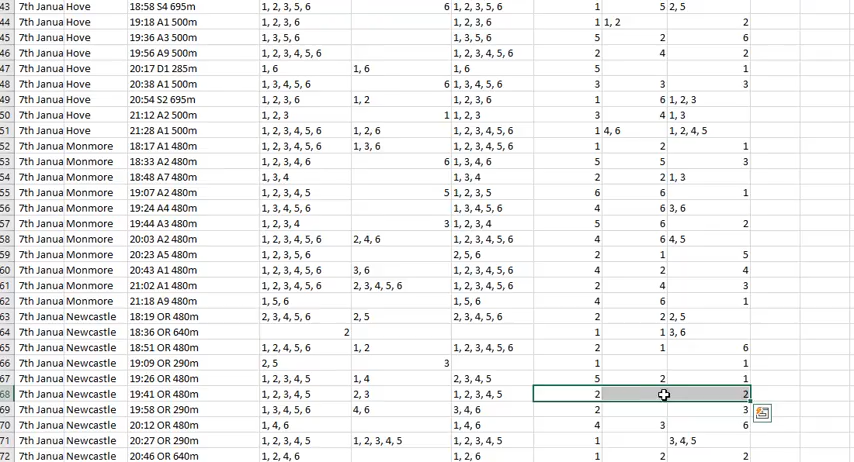 43 7th Janua Hove 18:58 S4 695m 1, 2, 3, 5, 6 6 1, 2, 3, 5, 6 1 5 2, 5
44 7th Janua Hove 19:18 A1 500m 1, 2, 3, 6 1, 2, 3, 6 1 1, 2 2
45 7th Janua Hove 19:36 A3 500m 1, 3, 5, 6 1, 3, 5, 6 5 2 6
46 7th Janua Hove 19:56 A9 500m 1, 2, 3, 4, 5, 6 1, 2, 3, 4, 5, 6 2 4 2
47 7th Janua Hove 20:17 D1 285m 1, 6 1, 6 1, 6 5 1
48 7th Janua Hove 20:38 A1 500m 1, 3, 4, 5, 6 6 1, 3, 4, 5, 6 3 3 3
49 7th Janua Hove 20:54 S2 695m 1, 2, 3, 6 1, 2 1, 2, 3, 6 1 6 1, 2, 3
50 7th Janua Hove 21:12 A2 500m 1, 2, 3 1 1, 2, 3 3 4 1, 3
51 7th Janua Hove 21:28 A1 500m 1, 2, 3, 4, 5, 6 1, 2, 6 1, 2, 3, 4, 5, 6 1 4, 6 1, 2, 4, 5
52 7th Janua Monmore 18:17 A1 480m 1, 2, 3, 4, 5, 6 1, 3, 6 1, 2, 3, 4, 5, 6 1 2 1
53 7th Janua Monmore 18:33 A2 480m 1, 2, 3, 4, 6 6 1, 3, 4, 6 5 5 3
54 7th Janua Monmore 18:48 A7 480m 1, 3, 4 1, 3, 4 2 2 1, 3
55 7th Janua Monmore 19:07 A2 480m 1, 2, 3, 4, 5 5 1, 2, 3, 5 6 6 1
56 7th Janua Monmore 19:24 A4 480m 1, 3, 4, 5, 6 1, 3, 4, 5, 6 4 6 3, 6
57 7th Janua Monmore 19:44 A3 480m 1, 2, 3, 4 3 1, 2, 3, 4 5 6 2
58 7th Janua Monmore 20:03 A2 480m 1, 2, 3, 4, 5, 6 2, 4, 6 1, 2, 3, 4, 5, 6 4 6 4, 5
59 7th Janua Monmore 20:23 A5 480m 1, 2, 3, 5, 6 2, 5, 6 2 1 5
60 7th Janua Monmore 20:43 A1 480m 1, 2, 3, 4, 5, 6 3, 6 1, 2, 3, 4, 5, 6 4 2 4
61 7th Janua Monmore 21:02 A1 480m 1, 2, 3, 4, 5, 6 2, 3, 4, 5, 6 1, 2, 3, 4, 5, 6 2 4 3
62 7th Janua Monmore 21:18 A9 480m 1, 5, 6 1, 5, 6 4 6 1
63 7th Janua Newcastle 18:19 OR 480m 2, 3, 4, 5, 6 2, 5 2, 3, 4, 5, 6 2 2 2, 5
64 7th Janua Newcastle 18:36 OR 640m 2 1 1 3, 6
65 7th Janua Newcastle 18:51 OR 480m 1, 2, 4, 5, 6 1, 2 1, 2, 3, 4, 5, 6 2 1 6
66 7th Janua Newcastle 19:09 OR 290m 2, 5 3 1 1
67 7th Janua Newcastle 19:26 OR 480m 1, 2, 3, 4, 5 1, 4 2, 3, 4, 5 5 2 1
68 7th Janua Newcastle 19:41 OR 480m 1, 2, 3, 4, 5 2, 3 1, 2, 3, 4, 5 2 2
69 7th Janua Newcastle 19:58 OR 290m 1, 3, 4, 5, 6 4, 6 3, 4, 6 2 3
70 7th Janua Newcastle 20:12 OR 480m 1, 4, 6 1, 4, 6 4 3 6
71 7th Janua Newcastle 20:27 OR 290m 1, 2, 3, 4, 5 1, 2, 3, 4, 5 1, 2, 3, 4, 5 1 3, 4, 5
72 7th Janua Newcastle 20:46 OR 640m 1, 2, 4, 6 1, 2, 6 1 2 2